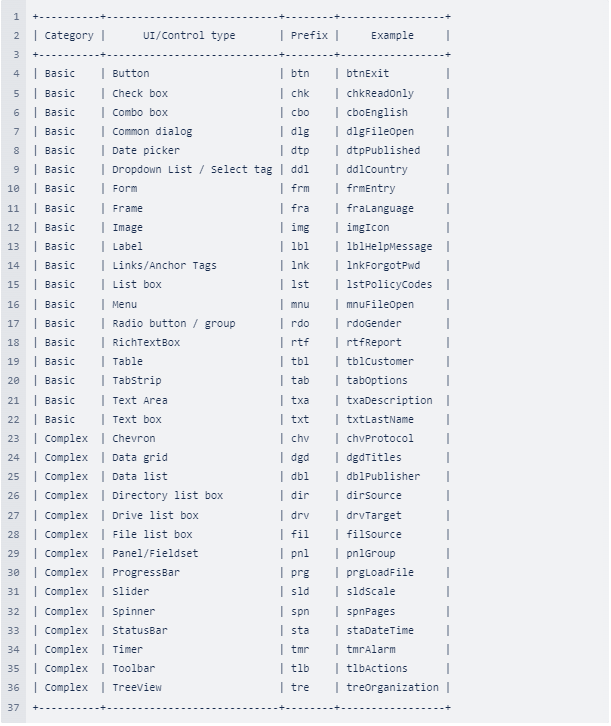 1 +----------+----------------------------+--------+-----------------+
2 | Category |      UI/Control type       | Prefix |     Example     |
3 +----------+----------------------------+--------+-----------------+
4 | Basic    | Button                     | btn    | btnExit         |
5 | Basic    | Check box                  | chk    | chkReadOnly     |
6 | Basic    | Combo box                  | cbo    | cboEnglish      |
7 | Basic    | Common dialog              | dlg    | dlgFileOpen     |
8 | Basic    | Date picker                | dtp    | dtpPublished    |
9 | Basic    | Dropdown List / Select tag | ddl    | ddlCountry      |
10 | Basic    | Form                       | frm    | frmEntry        |
11 | Basic    | Frame                      | fra    | fraLanguage     |
12 | Basic    | Image                      | img    | imgIcon         |
13 | Basic    | Label                      | lbl    | lblHelpMessage  |
14 | Basic    | Links/Anchor Tags          | lnk    | lnkForgotPwd    |
15 | Basic    | List box                   | lst    | lstPolicyCodes  |
16 | Basic    | Menu                       | mnu    | mnuFileOpen     |
17 | Basic    | Radio button / group       | rdo    | rdoGender       |
18 | Basic    | RichTextBox                | rtf    | rtfReport       |
19 | Basic    | Table                      | tbl    | tblCustomer     |
20 | Basic    | TabStrip                   | tab    | tabOptions      |
21 | Basic    | Text Area                  | txa    | txaDescription  |
22 | Basic    | Text box                   | txt    | txtLastName     |
23 | Complex  | Chevron                    | chv    | chvProtocol     |
24 | Complex  | Data grid                  | dgd    | dgdTitles       |
25 | Complex  | Data list                  | dbl    | dblPublisher    |
26 | Complex  | Directory list box         | dir    | dirSource       |
27 | Complex  | Drive list box             | drv    | drvTarget       |
28 | Complex  | File list box              | fil    | filSource       |
29 | Complex  | Panel/Fieldset             | pnl    | pnlGroup        |
30 | Complex  | ProgressBar                | prg    | prgLoadFile     |
31 | Complex  | Slider                     | sld    | sldScale        |
32 | Complex  | Spinner                    | spn    | spnPages        |
33 | Complex  | StatusBar                  | sta    | staDateTime     |
34 | Complex  | Timer                      | tmr    | tmrAlarm        |
35 | Complex  | Toolbar                    | tlb    | tlbActions      |
36 | Complex  | TreeView                   | tre    | treOrganization |
37 +----------+----------------------------+--------+-----------------+